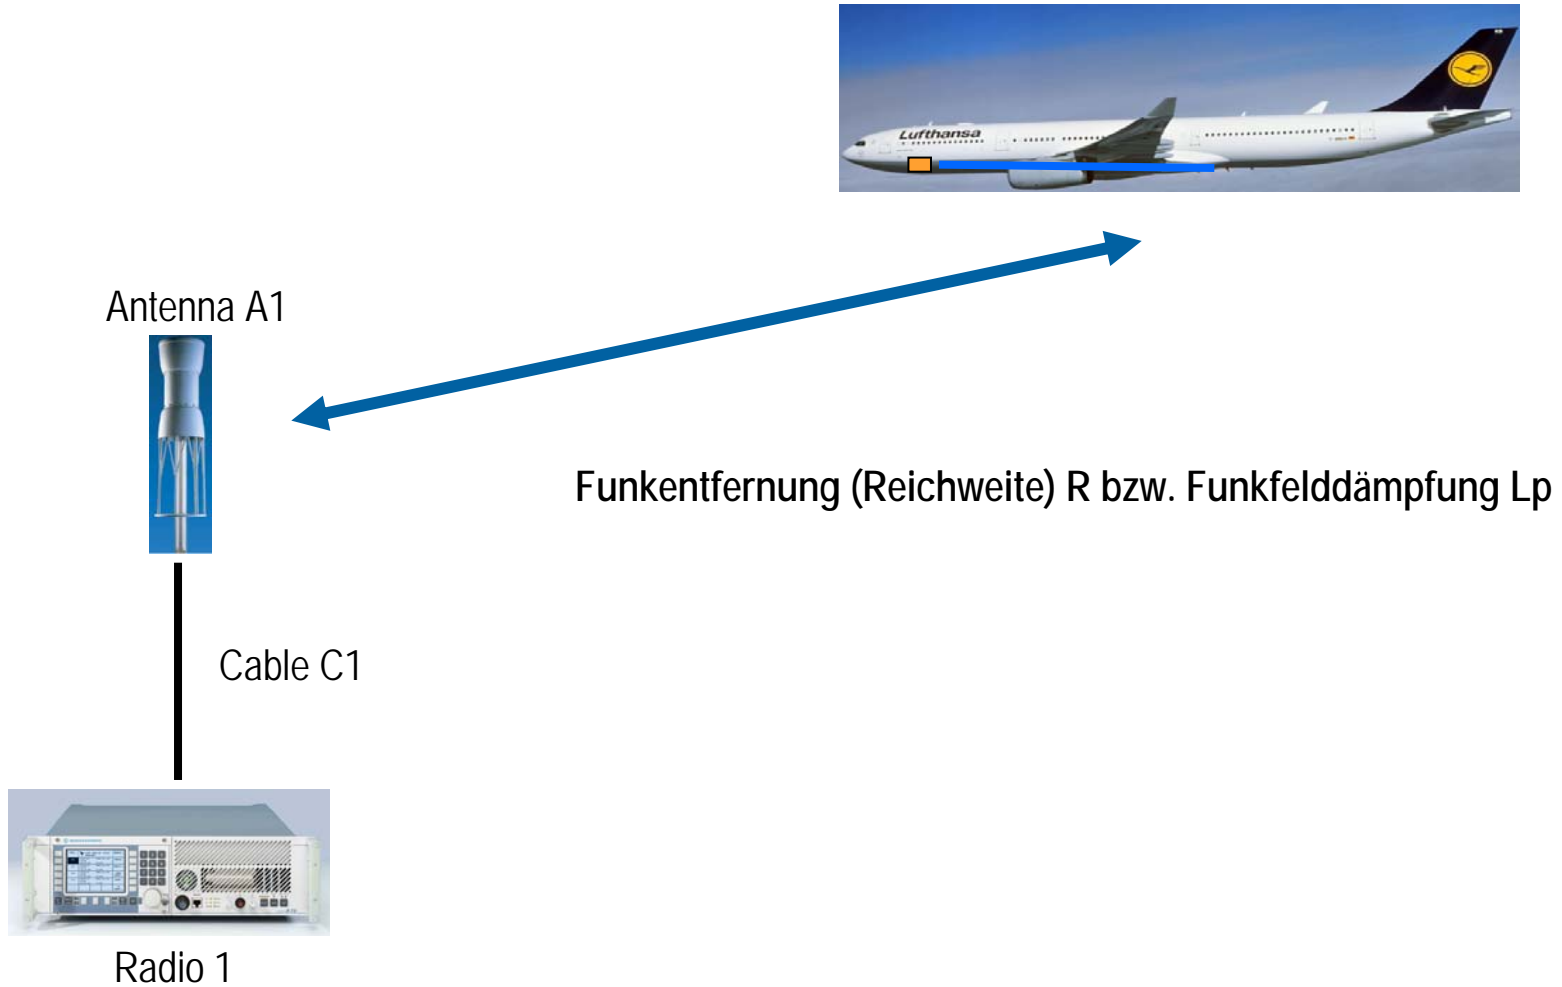 Lufthansa
Antenna A1
Funkentfernung (Reichweite) R bzw. Funkfelddämpfung Lp
Cable C1
Radio 1